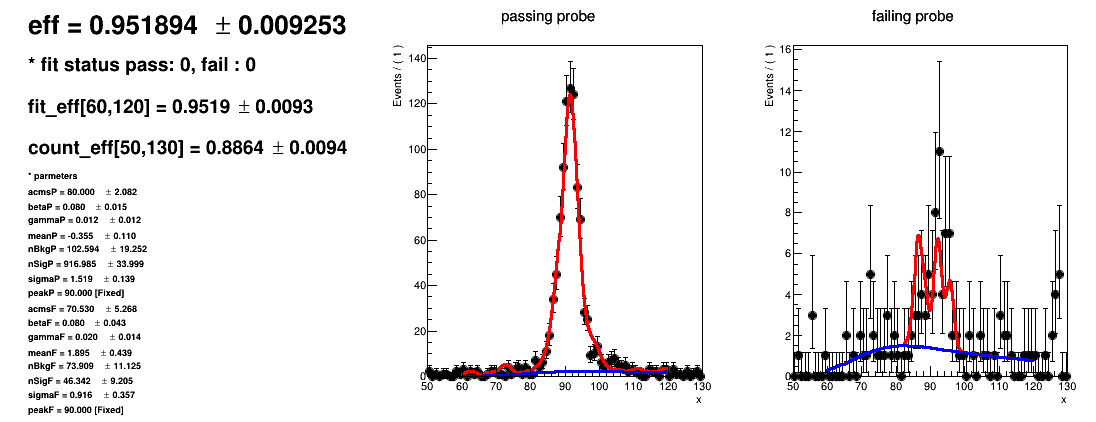 eff = 0.951894 ± 0.009253
* fit status pass: 0, fail : 0
fit_eff[60,120] = 0.9519 ± 0.0093
count_eff[50,130] = 0.8864 ± 0.0094
* parmeters
acmsP = 80.000 ± 2.082
betaP = 0.080 ± 0.015
gammaP = 0.012 ± 0.012
meanP = -0.355 ± 0.110
nBkgP = 102.594 ± 19.252
nSigP = 916.985 ± 33.999
sigmaP = 1.519 ± 0.139
peakP = 90.000 [Fixed]
acmsF = 70.530 ± 5.268
betaF = 0.080 ± 0.043
gammaF = 0.020 ± 0.014
meanF = 1.895 ± 0.439
nBkgF = 73.909 ± 11.125
nSigF = 46.342 ± 9.205
sigmaF = 0.916 ± 0.357
peakF = 90.000 [Fixed]
passing probe
Events / ( 1 )
140
120
100
80
60
40
20
0
50 60 70 80 90 100 110 120 130
x
failing probe
Events / ( 1 )
16
14
12
10
8
6
4
2
0
50 60 70 80 90 100 110 120 130
x